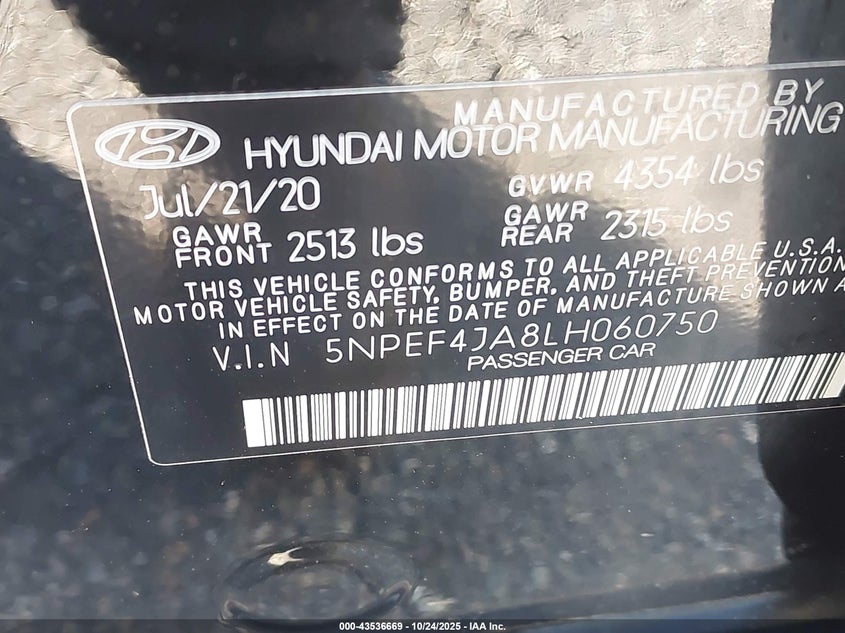 MANUFACTURED BY
HYUNDAI MOTOR MANUFACTURING
Jul/21/20 GVWR 4354 lbs
GAWR FRONT 2513 lbs GAWR REAR 2315 lbs
THIS VEHICLE CONFORMS TO ALL APPLICABLE U.S.A.
MOTOR VEHICLE SAFETY, BUMPER, AND THEFT PREVENTION
IN EFFECT ON THE DATE OF MANUFACTURE SHOWN A
V.I.N 5NPEF4JA8LH060750
PASSENGER CAR
000-43536669 - 10/24/2025 - IAA Inc.